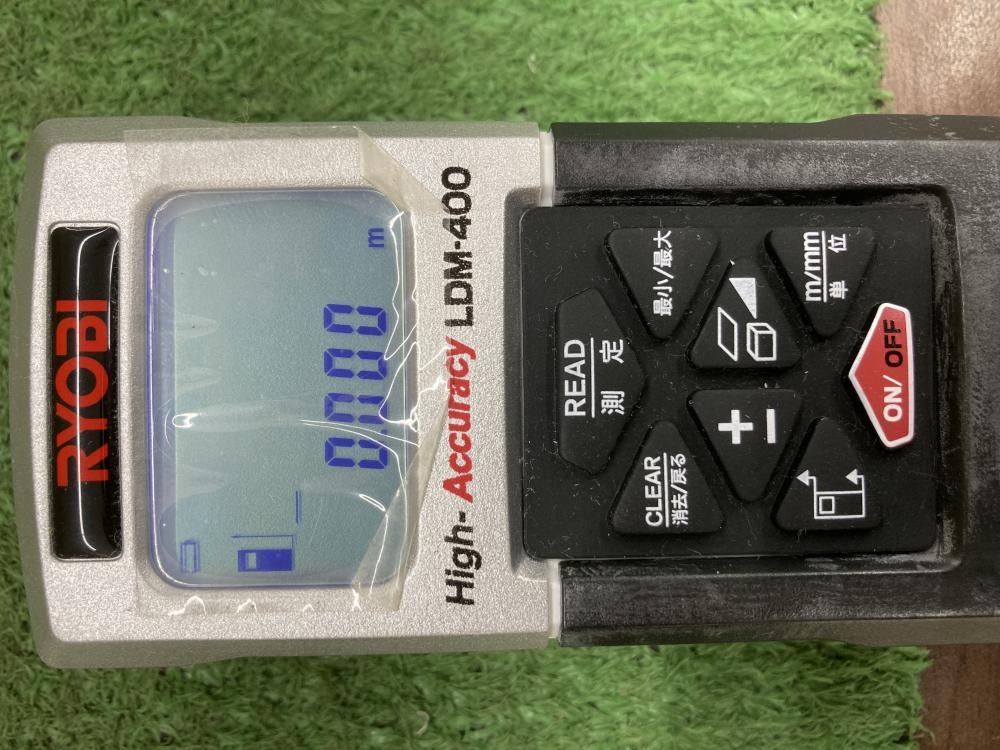 RYOBI
0.000
m
High-Accuracy LDM-400
READ
測 定
CLEAR
消去/戻る
最小/最大
+
−
m/mm
単 位
ON/OFF